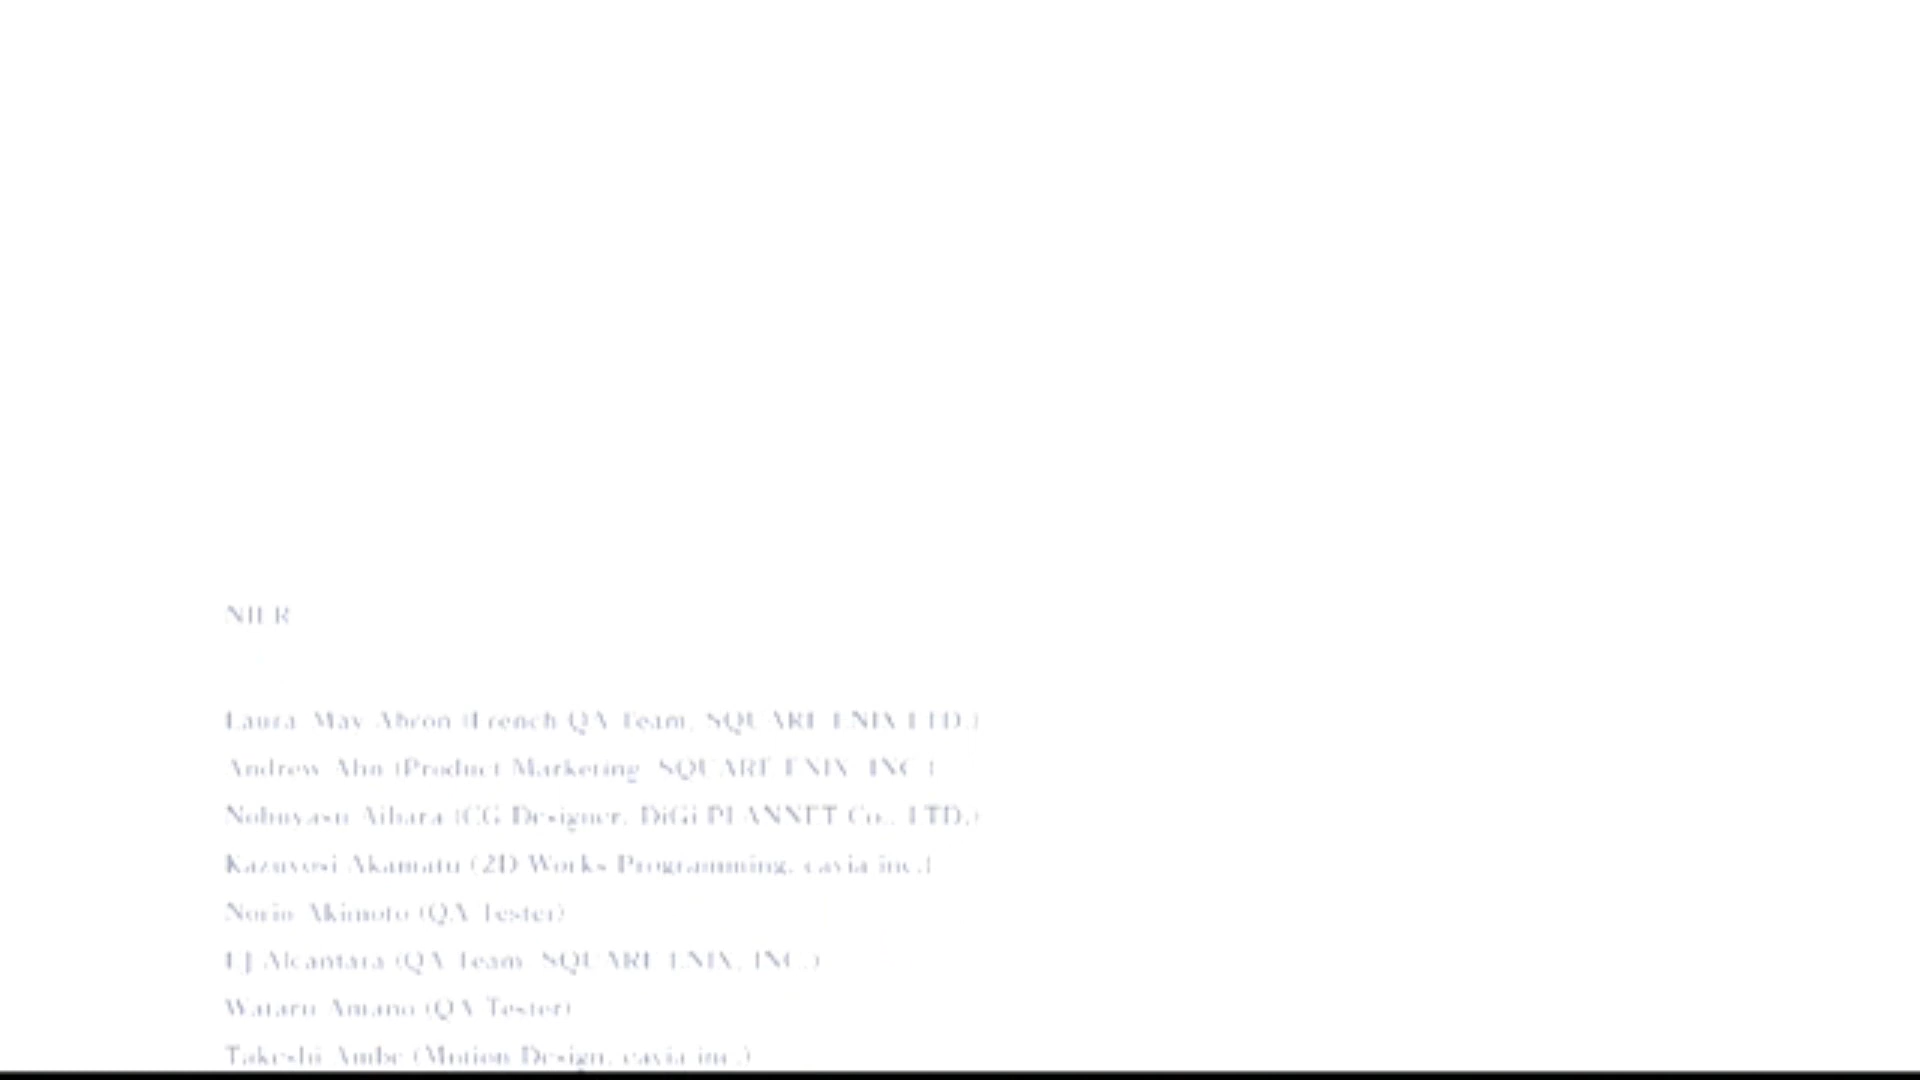 NIER
Laura-May Abron (French QA Team, SQUARE ENIX LTD.)
Andrew Ahn (Product Marketing, SQUARE ENIX, INC.)
Nobuyasu Aihara (CG Designer, DiGi PLANNET Co., LTD.)
Kazuyosi Akamatu (2D Works Programming, cavia inc.)
Norio Akimoto (QA Tester)
EJ Alcantara (QA Team, SQUARE ENIX, INC.)
Wataru Amano (QA Tester)
Takeshi Ambe (Motion Design, cavia inc.)